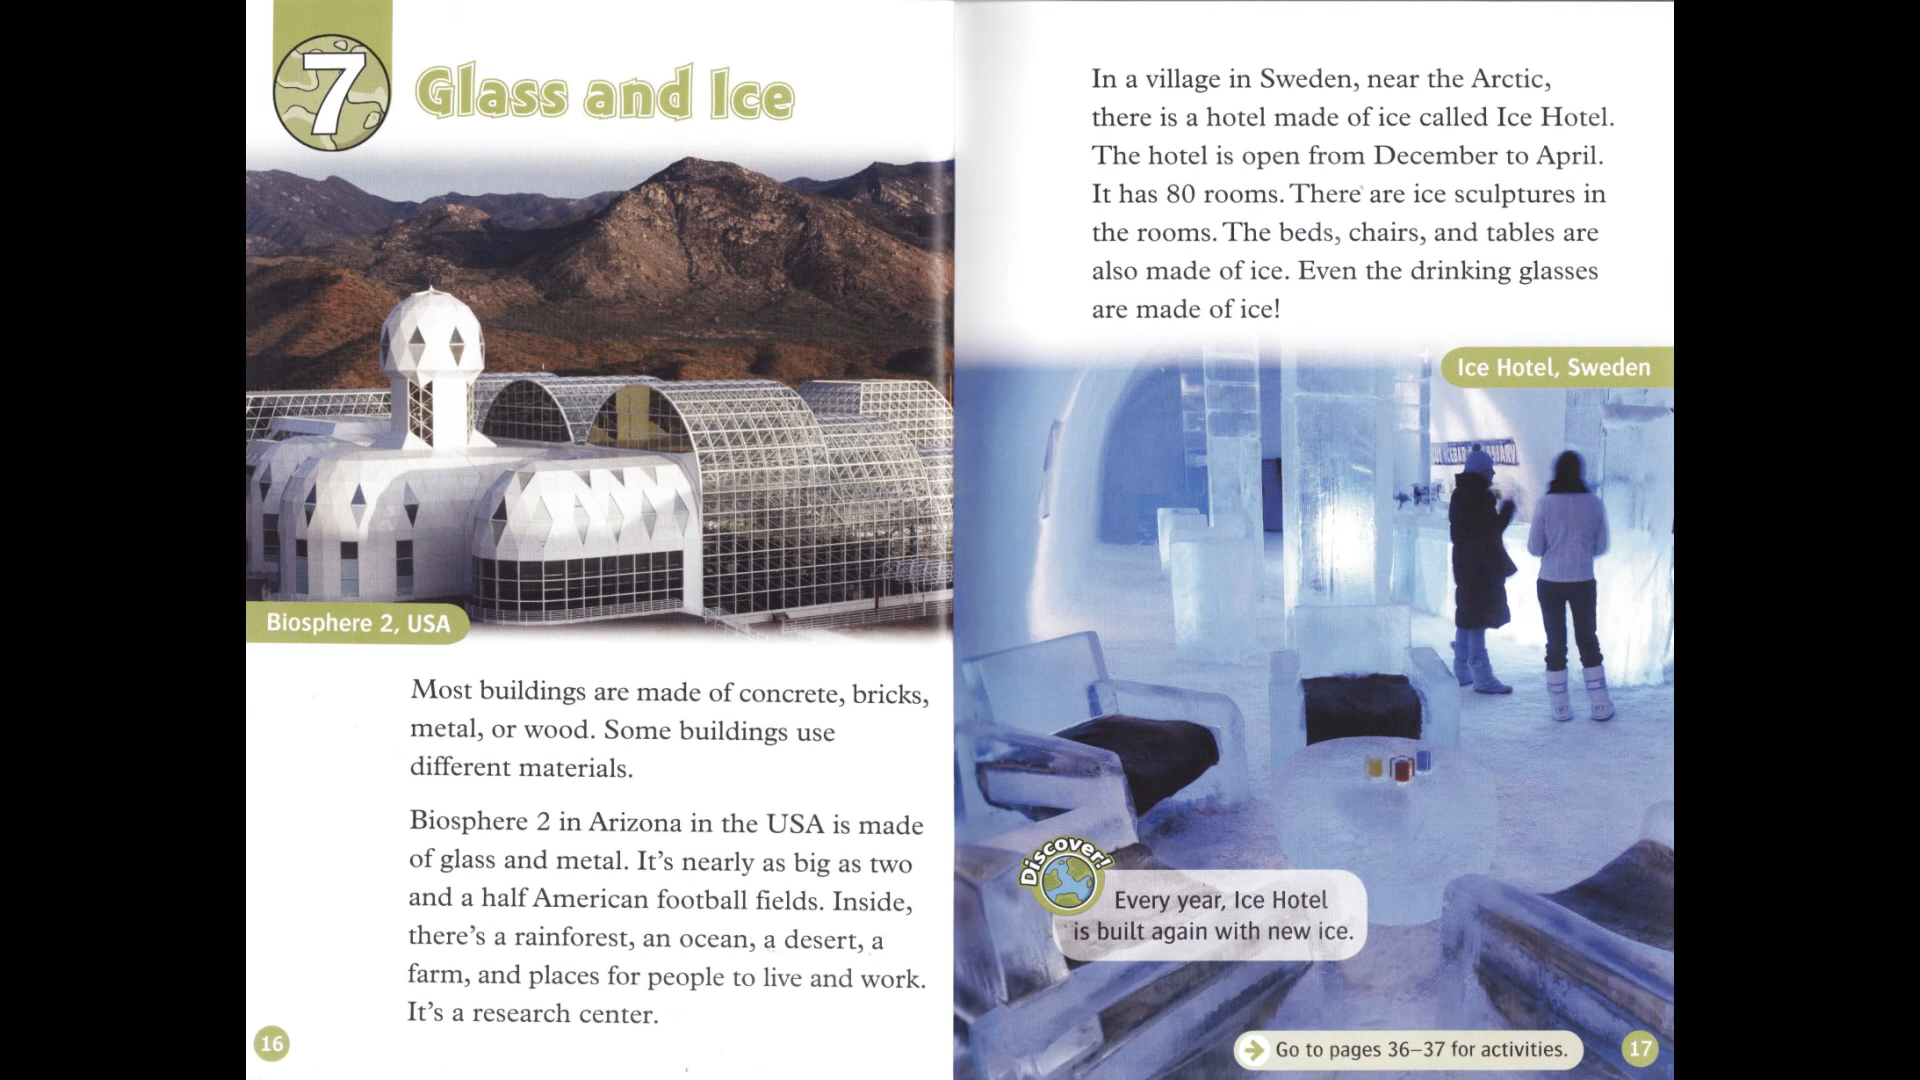 7
Glass and Ice
Biosphere 2, USA
Most buildings are made of concrete, bricks,
metal, or wood. Some buildings use
different materials.
Biosphere 2 in Arizona in the USA is made
of glass and metal. It's nearly as big as two
and a half American football fields. Inside,
there's a rainforest, an ocean, a desert, a
farm, and places for people to live and work.
It's a research center.
16
In a village in Sweden, near the Arctic,
there is a hotel made of ice called Ice Hotel.
The hotel is open from December to April.
It has 80 rooms. There are ice sculptures in
the rooms. The beds, chairs, and tables are
also made of ice. Even the drinking glasses
are made of ice!
Ice Hotel, Sweden
ICEBAR
Discover!
Every year, Ice Hotel
is built again with new ice.
Go to pages 36–37 for activities.
17